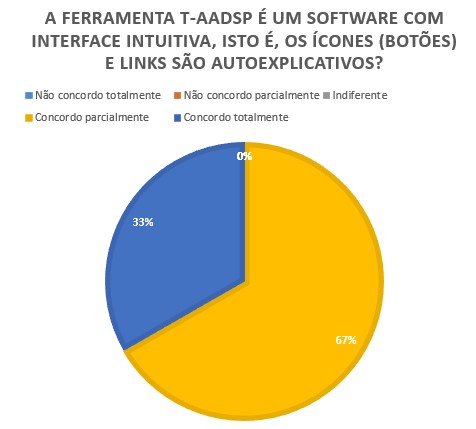 A FERRAMENTA T-AADSP É UM SOFTWARE COM
INTERFACE INTUITIVA, ISTO É, OS ÍCONES (BOTÕES)
E LINKS SÃO AUTOEXPLICATIVOS?
Não concordo totalmente Não concordo parcialmente Indiferente
Concordo parcialmente Concordo totalmente
0%
33%
67%